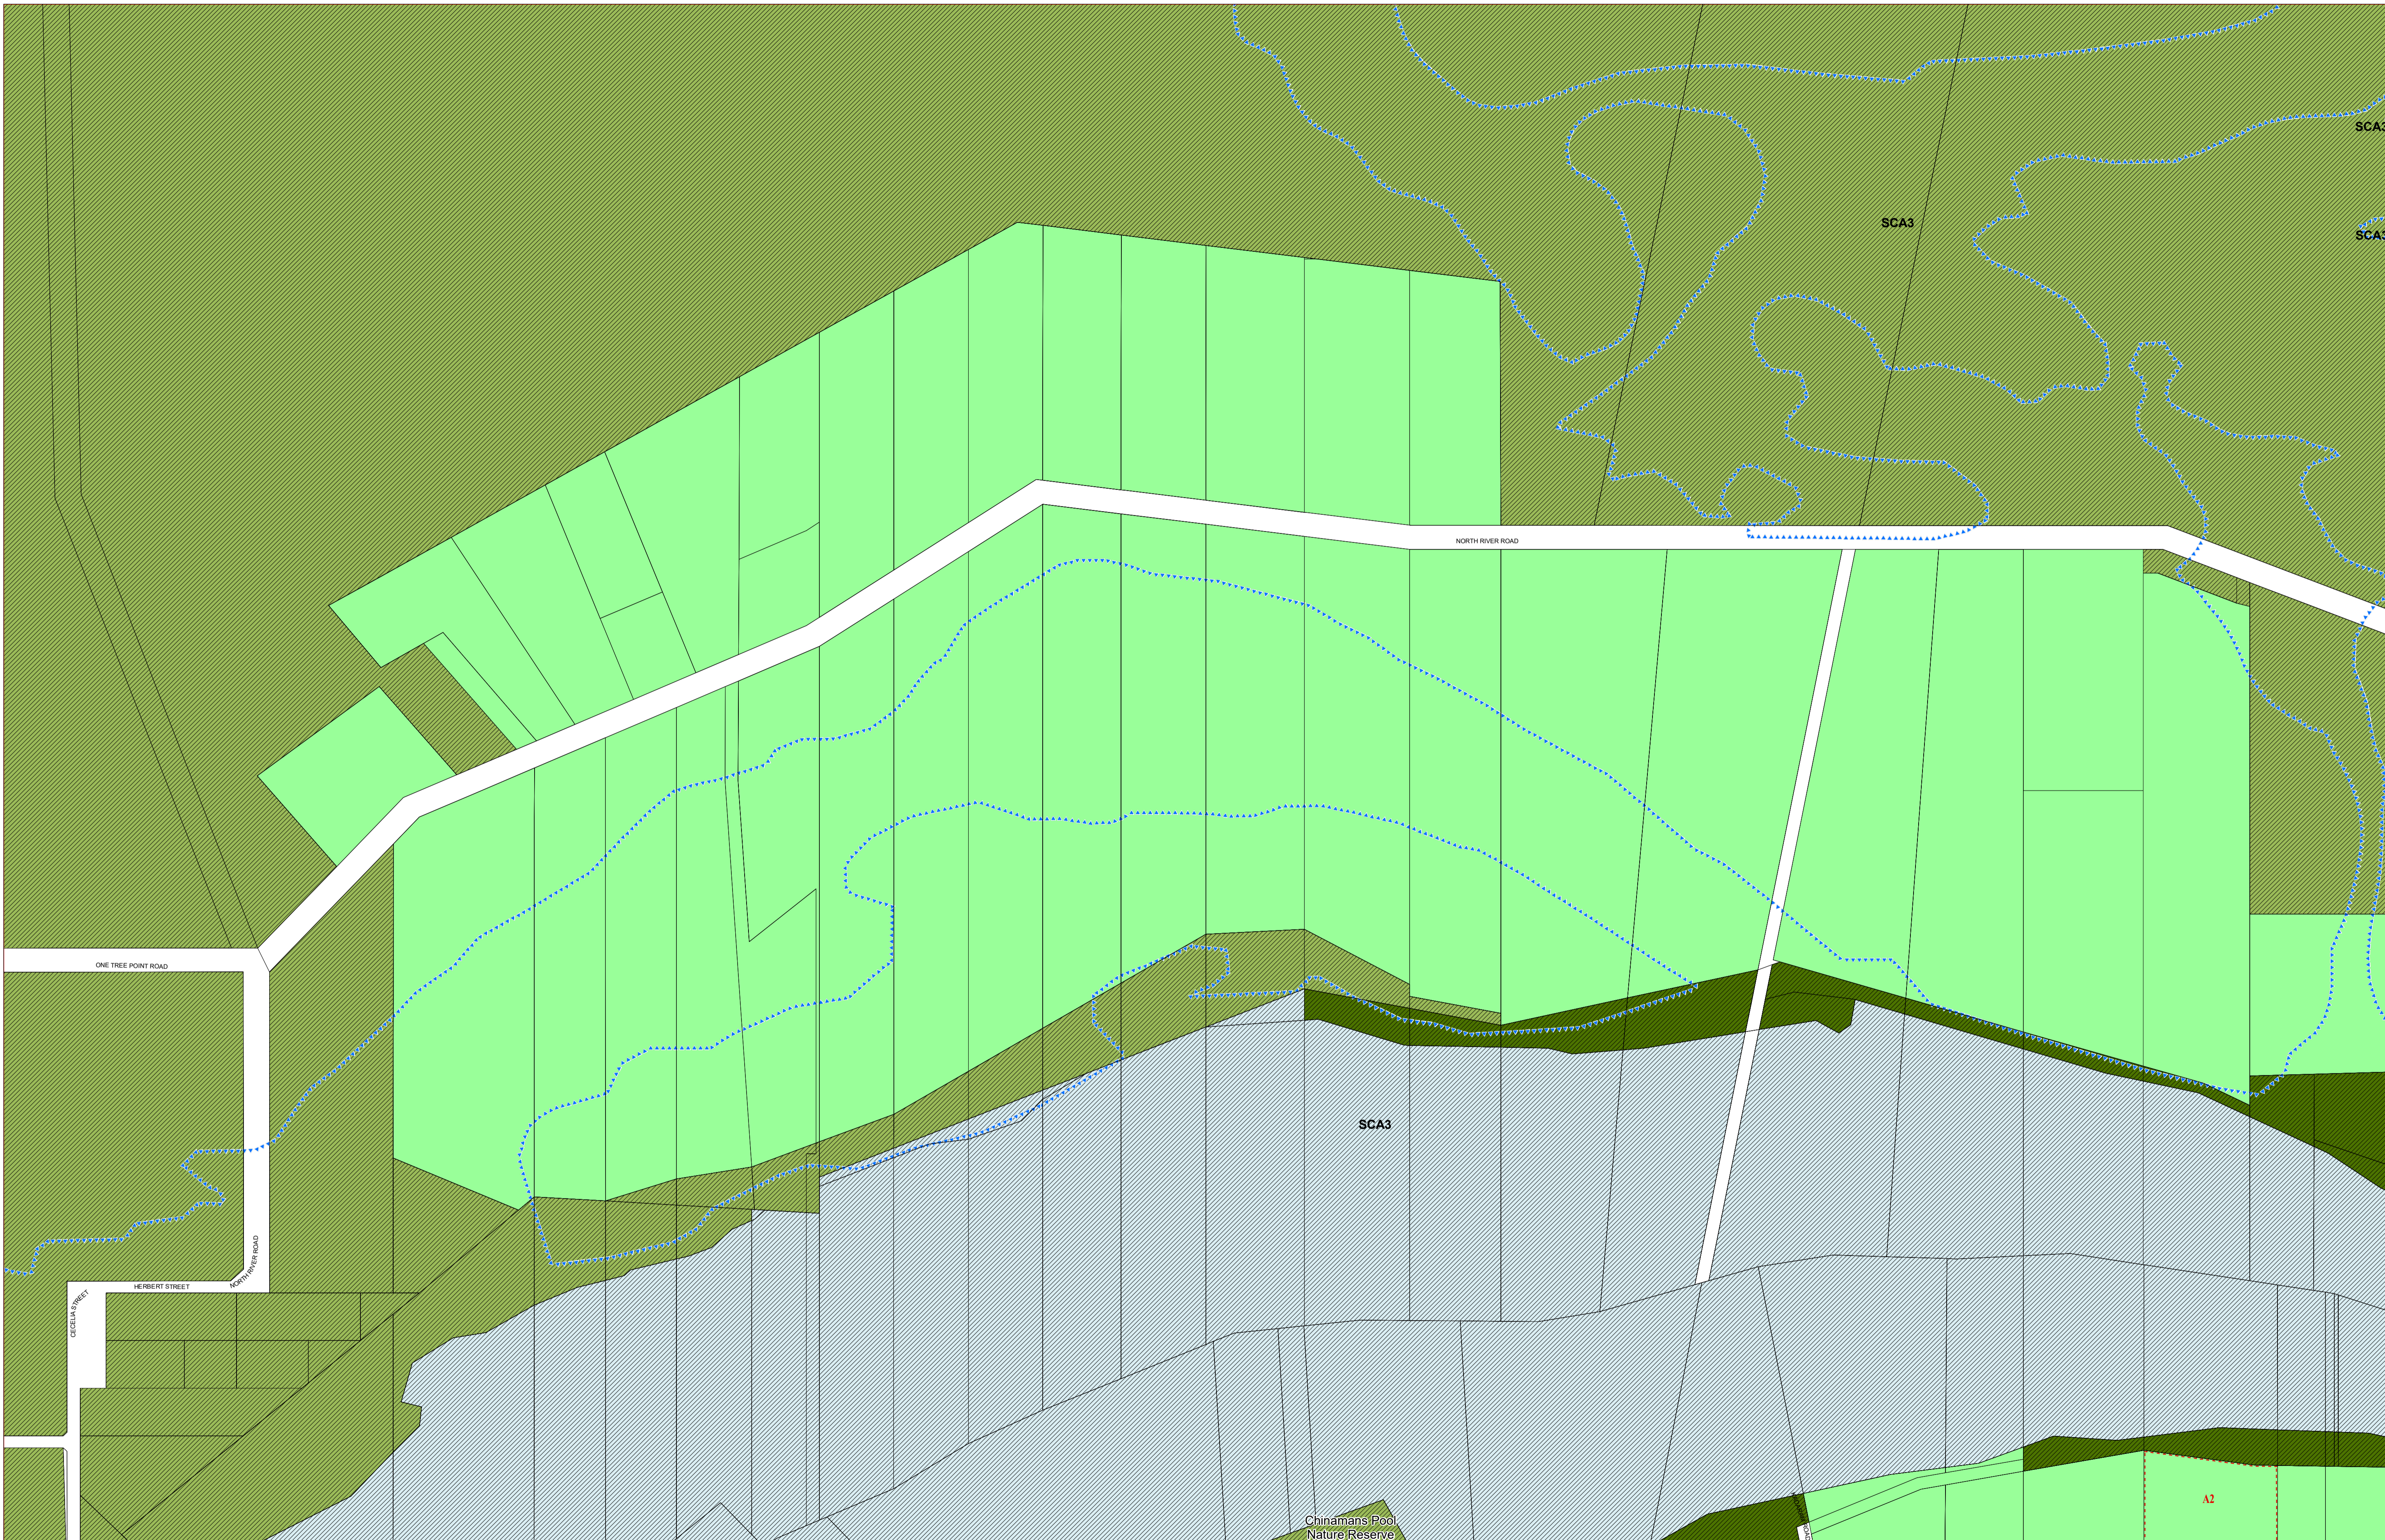 SCA3
SCA3
SCA3
NORTH RIVER ROAD
ONE TREE POINT ROAD
SCA3
NORTH RIVER ROAD
HERBERT STREET
CECELIA STREET
A2
Chinamans Pool
Nature Reserve